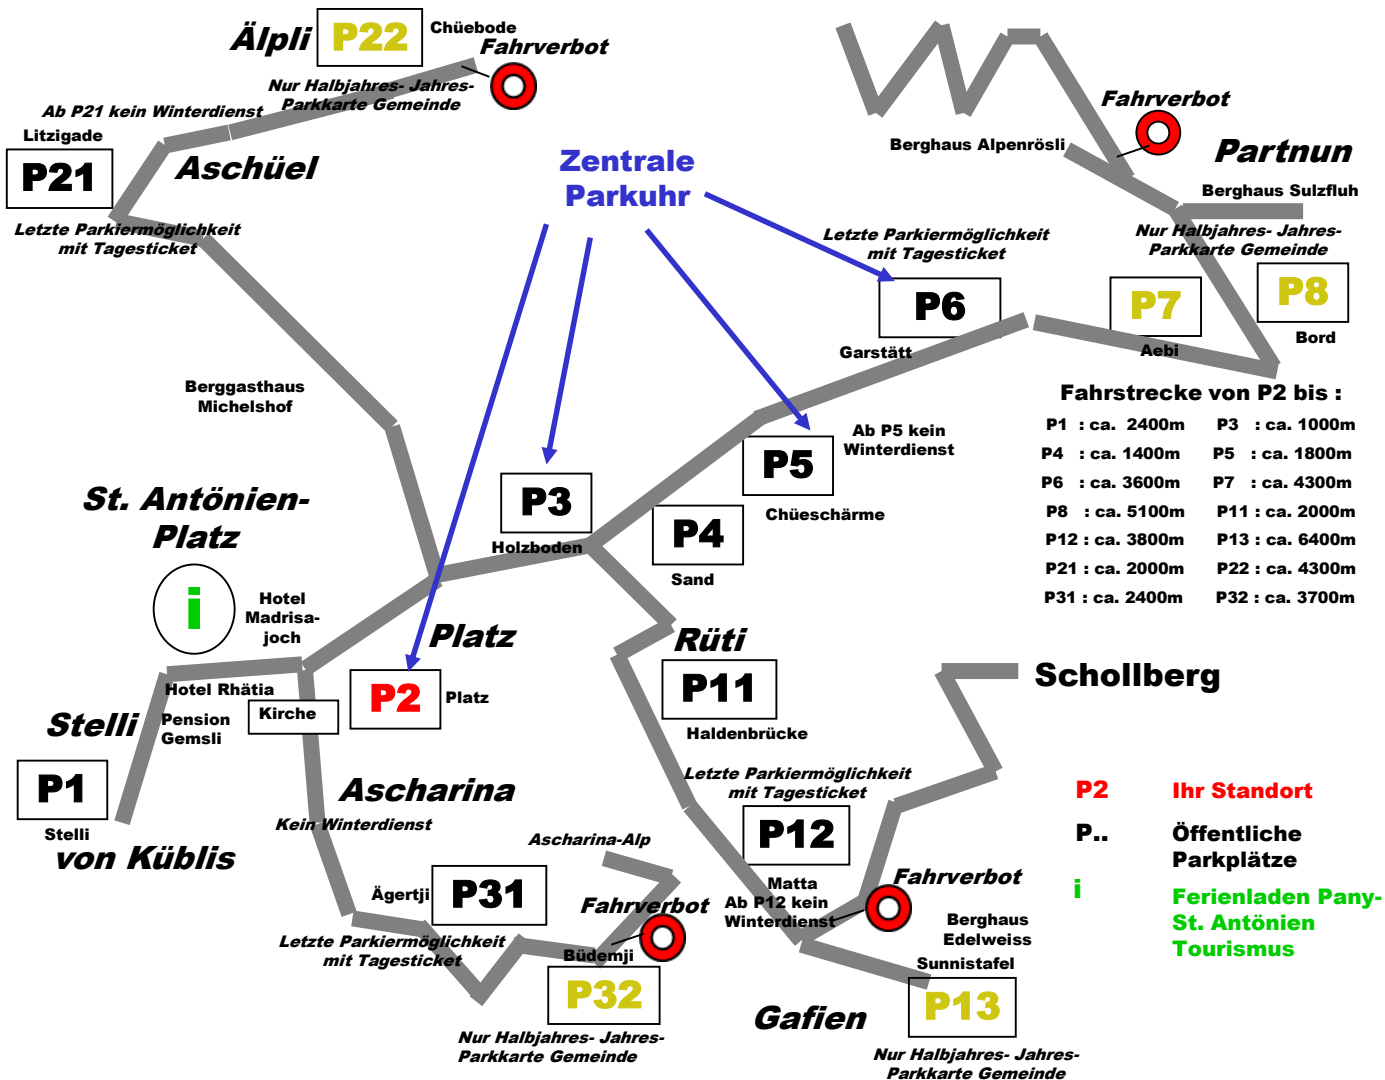 Älpli
P22
Chüebode
Fahrverbot
Nur Halbjahres- Jahres-
Parkkarte Gemeinde
Ab P21 kein Winterdienst
Litzigade
P21
Aschüel
Letzte Parkiermöglichkeit
mit Tagesticket
Zentrale
Parkuhr
Fahrverbot
Berghaus Alpenrösli
Partnun
Berghaus Sulzfluh
Nur Halbjahres- Jahres-
Parkkarte Gemeinde
Letzte Parkiermöglichkeit
mit Tagesticket
P6
Garstätt
P7
Aebi
P8
Bord
Berggasthaus
Michelshof
Fahrstrecke von P2 bis :
P1 : ca. 2400m P3 : ca. 1000m
P4 : ca. 1400m P5 : ca. 1800m
P6 : ca. 3600m P7 : ca. 4300m
P8 : ca. 5100m P11 : ca. 2000m
P12 : ca. 3800m P13 : ca. 6400m
P21 : ca. 2000m P22 : ca. 4300m
P31 : ca. 2400m P32 : ca. 3700m
Ab P5 kein
Winterdienst
P5
Chüeschärme
P3
Holzboden
P4
Sand
St. Antönien-
Platz
i
Hotel
Madrisa-
joch
Platz
P2
Platz
Hotel Rhätia
Kirche
Pension
Gemsli
Stelli
P1
Stelli
von Küblis
Rüti
P11
Haldenbrücke
Schollberg
Letzte Parkiermöglichkeit
mit Tagesticket
P12
Matta
Ab P12 kein
Winterdienst
Fahrverbot
Berghaus
Edelweiss
Sunnistafel
P13
Gafien
Nur Halbjahres- Jahres-
Parkkarte Gemeinde
Ascharina
Kein Winterdienst
Ascharina-Alp
Ägertji
P31
Fahrverbot
Letzte Parkiermöglichkeit
mit Tagesticket
Büdemji
P32
Nur Halbjahres- Jahres-
Parkkarte Gemeinde
P2 Ihr Standort
P.. Öffentliche
Parkplätze
i Ferienladen Pany-
St. Antönien
Tourismus